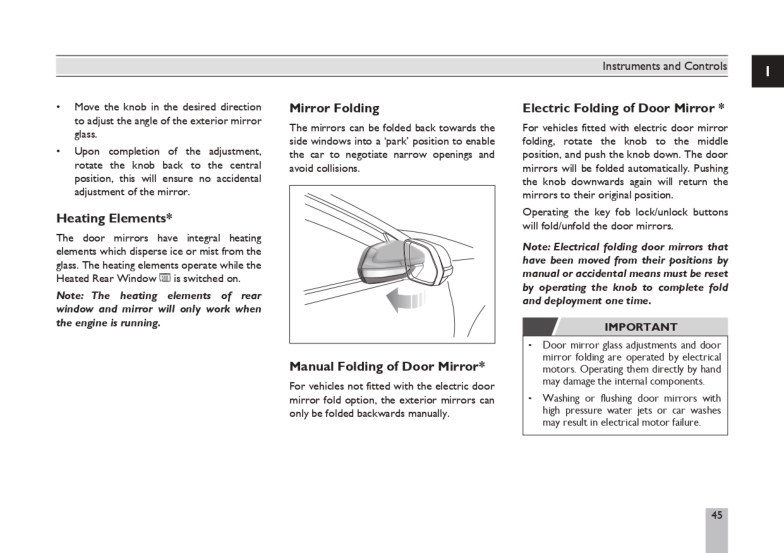 Instruments and Controls
1
• Move the knob in the desired direction
to adjust the angle of the exterior mirror
glass.
• Upon completion of the adjustment,
rotate the knob back to the central
position, this will ensure no accidental
adjustment of the mirror.
Heating Elements*
The door mirrors have integral heating
elements which disperse ice or mist from the
glass. The heating elements operate while the
Heated Rear Window is switched on.
Note: The heating elements of rear
window and mirror will only work when
the engine is running.
Mirror Folding
The mirrors can be folded back towards the
side windows into a ‘park’ position to enable
the car to negotiate narrow openings and
avoid collisions.
Manual Folding of Door Mirror*
For vehicles not fitted with the electric door
mirror fold option, the exterior mirrors can
only be folded backwards manually.
Electric Folding of Door Mirror *
For vehicles fitted with electric door mirror
folding, rotate the knob to the middle
position, and push the knob down. The door
mirrors will be folded automatically. Pushing
the knob downwards again will return the
mirrors to their original position.
Operating the key fob lock/unlock buttons
will fold/unfold the door mirrors.
Note: Electrical folding door mirrors that
have been moved from their positions by
manual or accidental means must be reset
by operating the knob to complete fold
and deployment one time.
IMPORTANT
• Door mirror glass adjustments and door
mirror folding are operated by electrical
motors. Operating them directly by hand
may damage the internal components.
• Washing or flushing door mirrors with
high pressure water jets or car washes
may result in electrical motor failure.
45